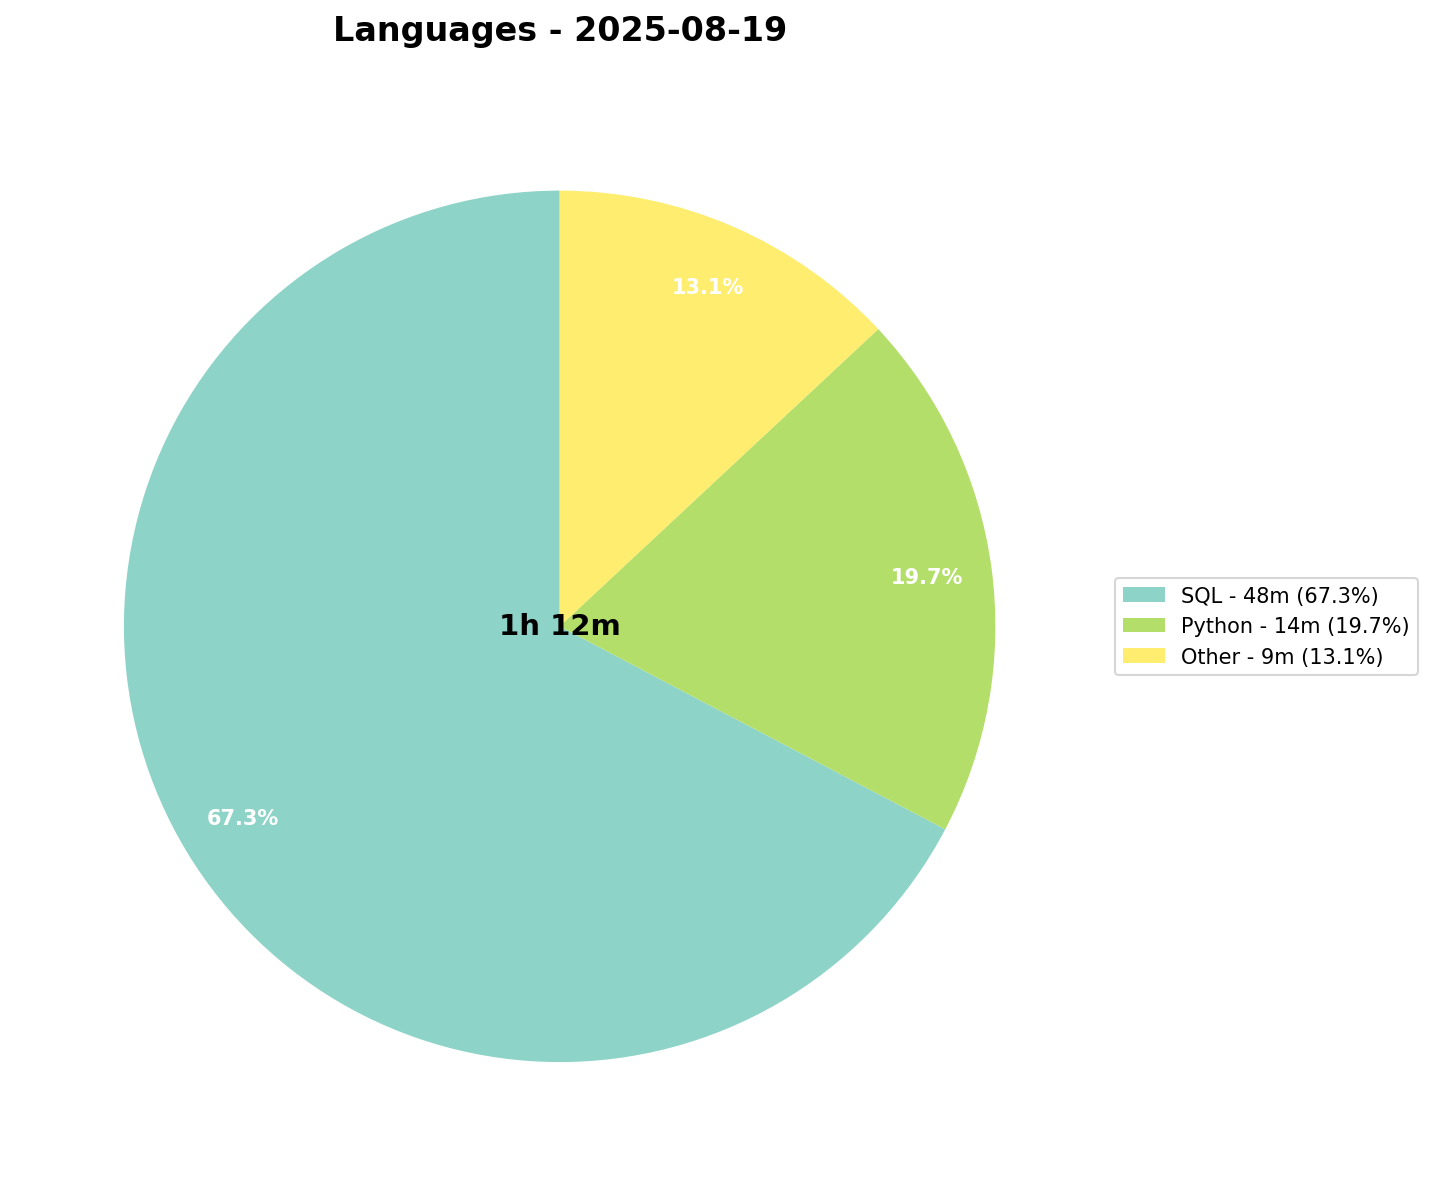 Languages - 2025-08-19
13.1%
19.7%
1h 12m
67.3%
SQL - 48m (67.3%)
Python - 14m (19.7%)
Other - 9m (13.1%)